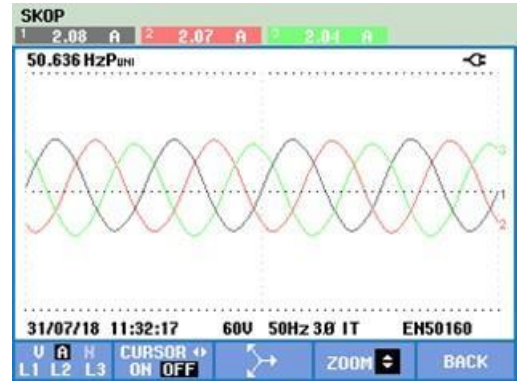 SKOP
1 2.08 A 2 2.07 A 3 2.04 A
50.636 HzPUNI
3
1
2
31/07/18 11:32:17 60V 50Hz 3Ø IT EN50160
V A N CURSOR ZOOM BACK
L1 L2 L3 ON OFF